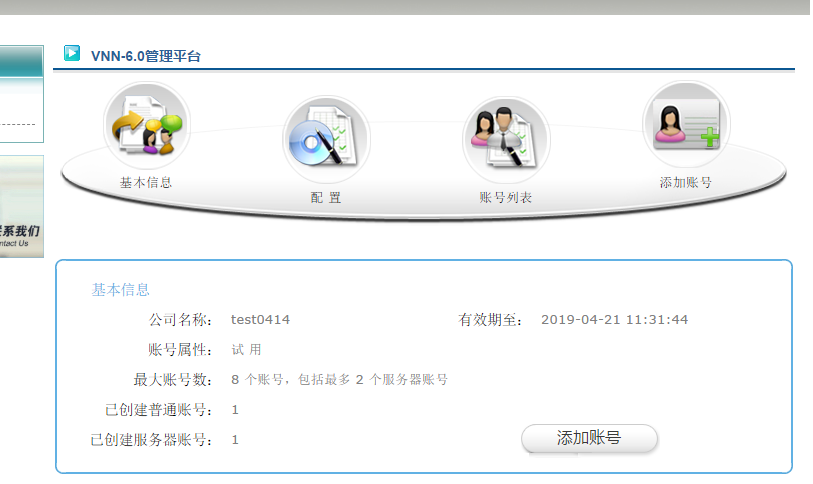 VNN-6.0管理平台
基本信息
配 置
账号列表
添加账号
系我们
ntact Us
基本信息
公司名称： test0414 有效期至： 2019-04-21 11:31:44
账号属性： 试 用
最大账号数： 8 个账号，包括最多 2 个服务器账号
已创建普通账号： 1
已创建服务器账号： 1
添加账号